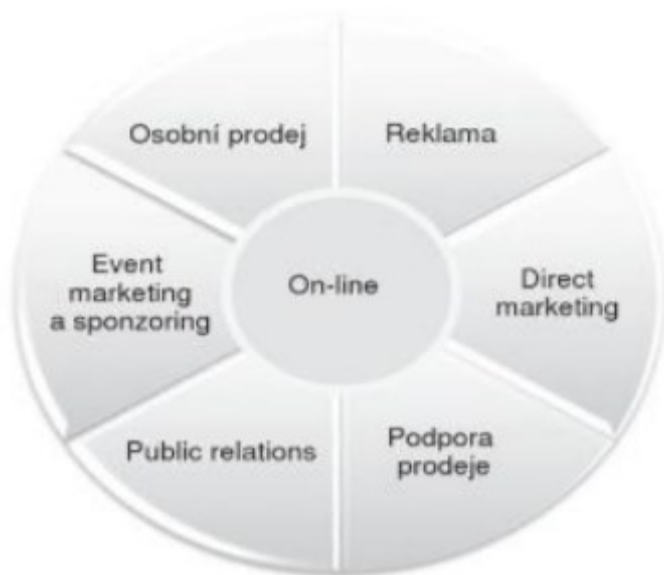 Osobní prodej
Reklama
Event
marketing
a sponzoring
On-line
Direct
marketing
Public relations
Podpora
prodeje